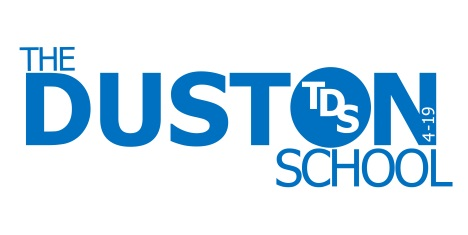 THE
DUSTON
TDS
4-19
SCHOOL